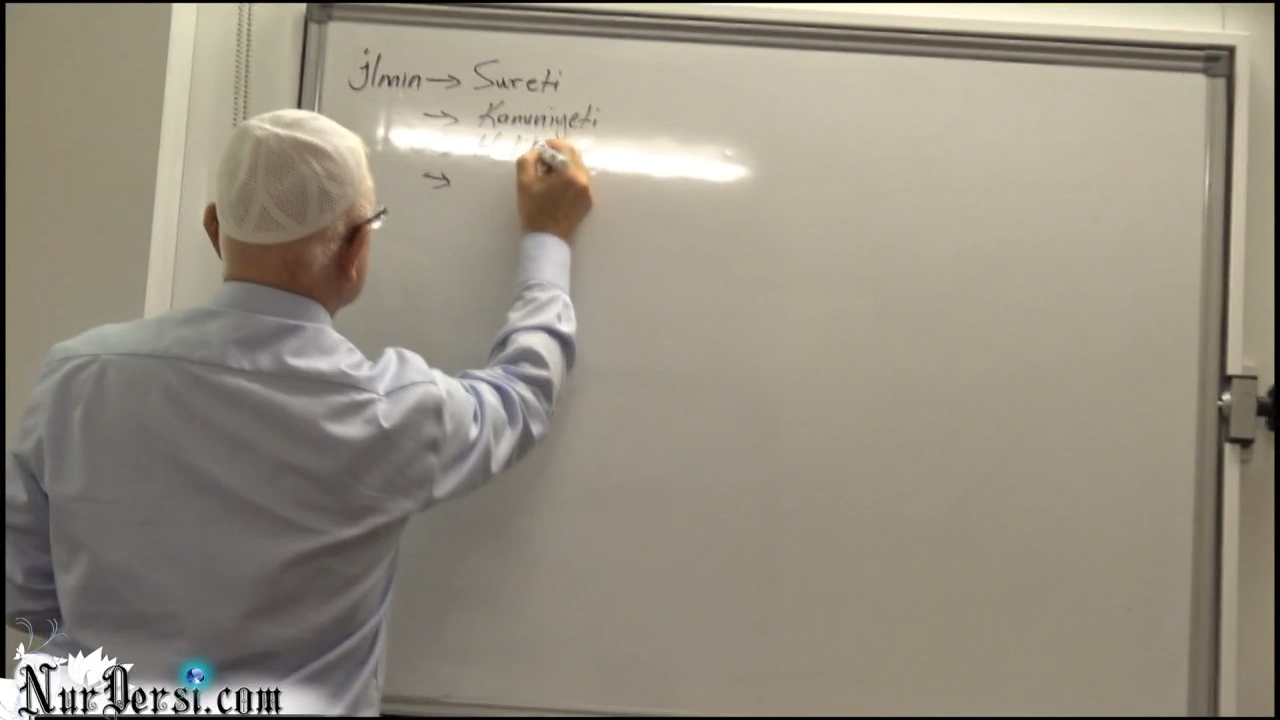 İlmin → Sureti
→ Kanuniyeti
→
NurDersi.com